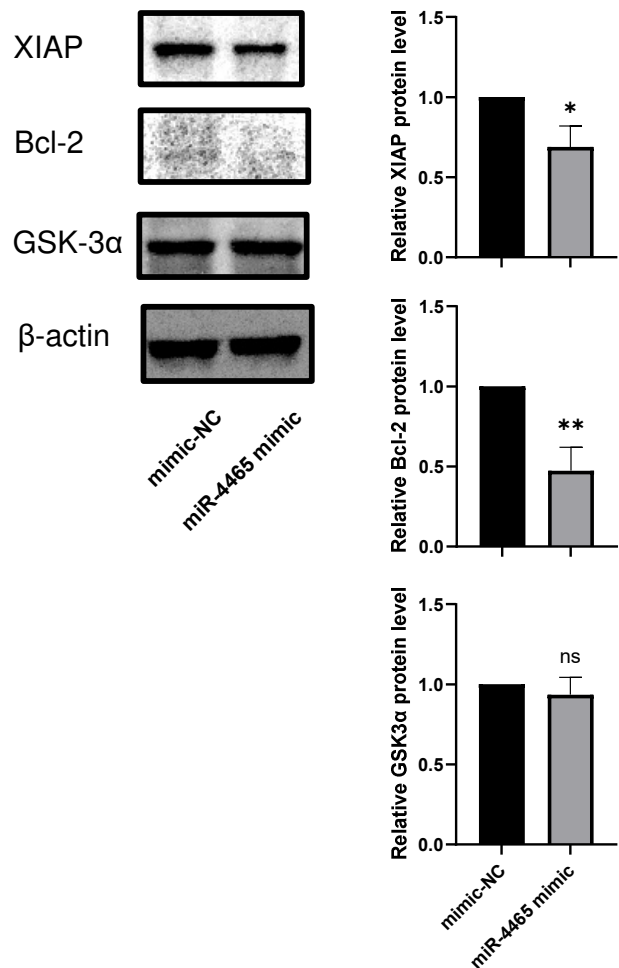 XIAP
Bcl-2
GSK-3α
β-actin
mimic-NC
miR-4465 mimic
Relative XIAP protein level
1.5
1.0
0.5
0.0
*
Relative Bcl-2 protein level
1.5
1.0
0.5
0.0
**
Relative GSK3α protein level
1.5
1.0
0.5
0.0
ns
mimic-NC
miR-4465 mimic